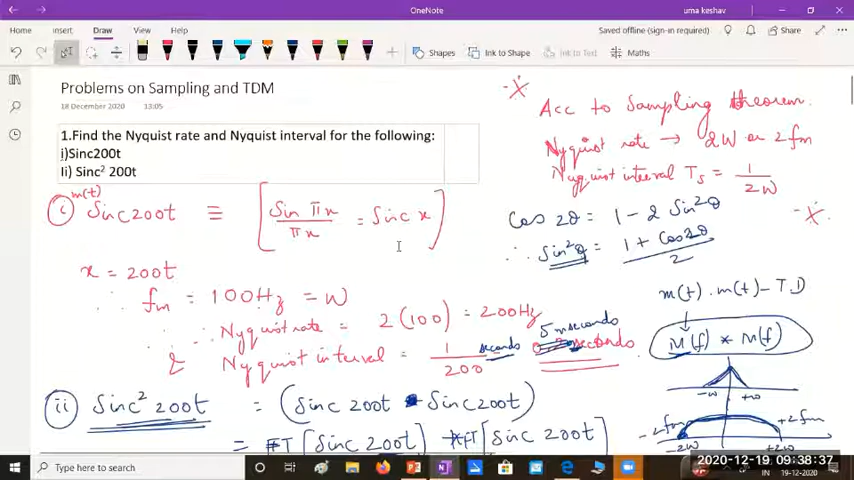 OneNote
uma keshav
Home Insert Draw View Help
Saved offline (sign-in required) Share
Shapes Ink to Shape Ink to Text Maths
Problems on Sampling and TDM
18 December 2020 13:05
1.Find the Nyquist rate and Nyquist interval for the following:
i)Sinc200t
Ii) Sinc² 200t
Acc to Sampling theorem.
Nyquist rate → 2W or 2fm
Nyquist interval Ts = 1/2W
m(t)
i Sinc200t ≡ [Sin πx / πx = Sinc x]
Cos 2θ = 1 - 2 Sin²θ
∴ Sin²θ = 1 + Cos2θ / 2
x = 200t
∴ fm = 100Hz = W
m(t) . m(t) - T.D
M(f) * M(f)
∴ Nyquist rate = 2(100) = 200Hz
& Nyquist interval = 1/200 seconds
5 mseconds
seconds
-w +w
ii Sinc² 200t = (Sinc 200t Sinc200t)
= FT [Sinc 200t] * FT [Sinc 200t]
-2fm +2fm
-2w +2w
Type here to search
2020-12-19 09:38:37
IN 19-12-2020